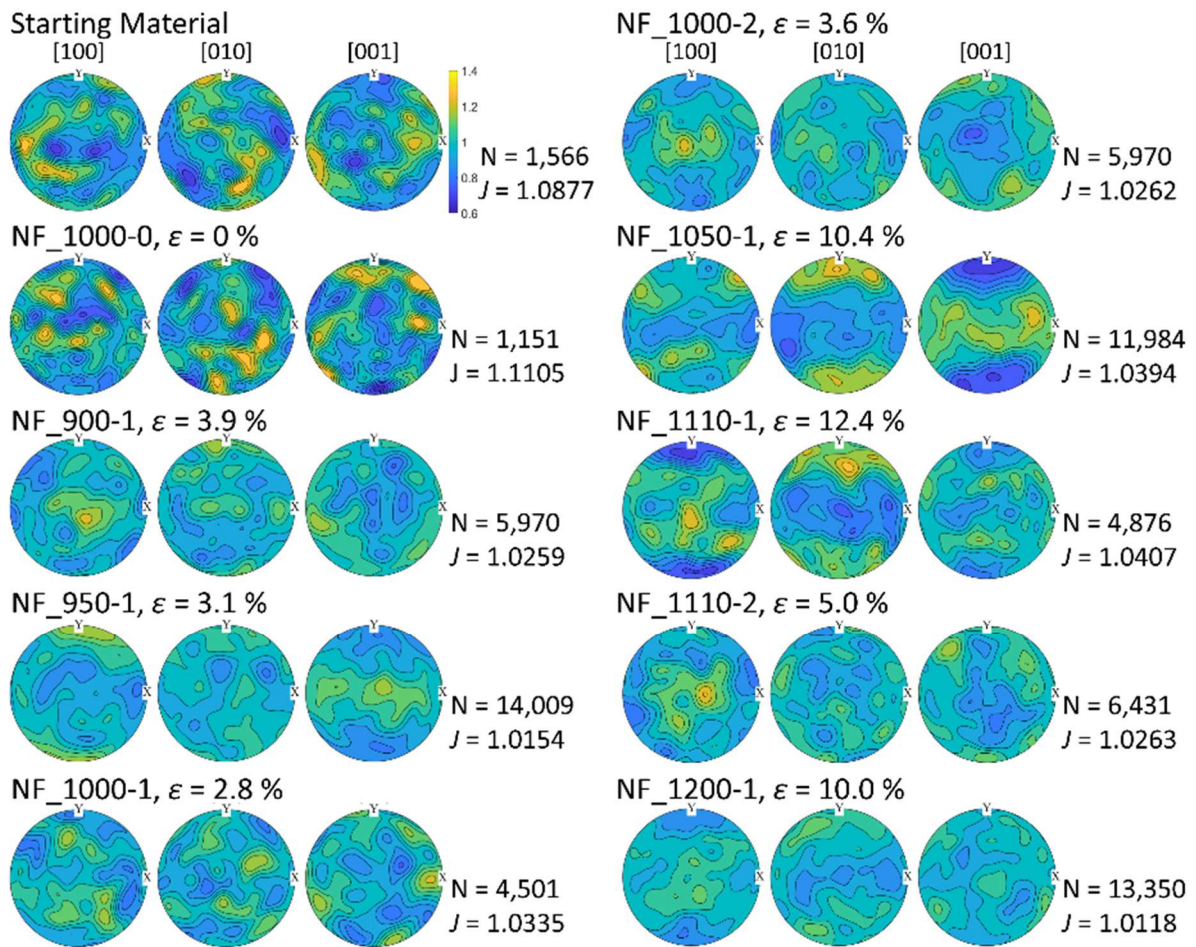 Starting Material
[100] [010] [001]
Y Y Y
X X X
1.4
1.2
1
0.8
0.6
N = 1,566
J = 1.0877
NF_1000-0, ε = 0 %
Y Y Y
X X X
N = 1,151
J = 1.1105
NF_900-1, ε = 3.9 %
Y Y Y
X X X
N = 5,970
J = 1.0259
NF_950-1, ε = 3.1 %
Y Y Y
X X X
N = 14,009
J = 1.0154
NF_1000-1, ε = 2.8 %
Y Y Y
X X X
N = 4,501
J = 1.0335
NF_1000-2, ε = 3.6 %
[100] [010] [001]
Y Y Y
X X X
N = 5,970
J = 1.0262
NF_1050-1, ε = 10.4 %
Y Y Y
X X X
N = 11,984
J = 1.0394
NF_1110-1, ε = 12.4 %
Y Y Y
X X X
N = 4,876
J = 1.0407
NF_1110-2, ε = 5.0 %
Y Y Y
X X X
N = 6,431
J = 1.0263
NF_1200-1, ε = 10.0 %
Y Y Y
X X X
N = 13,350
J = 1.0118